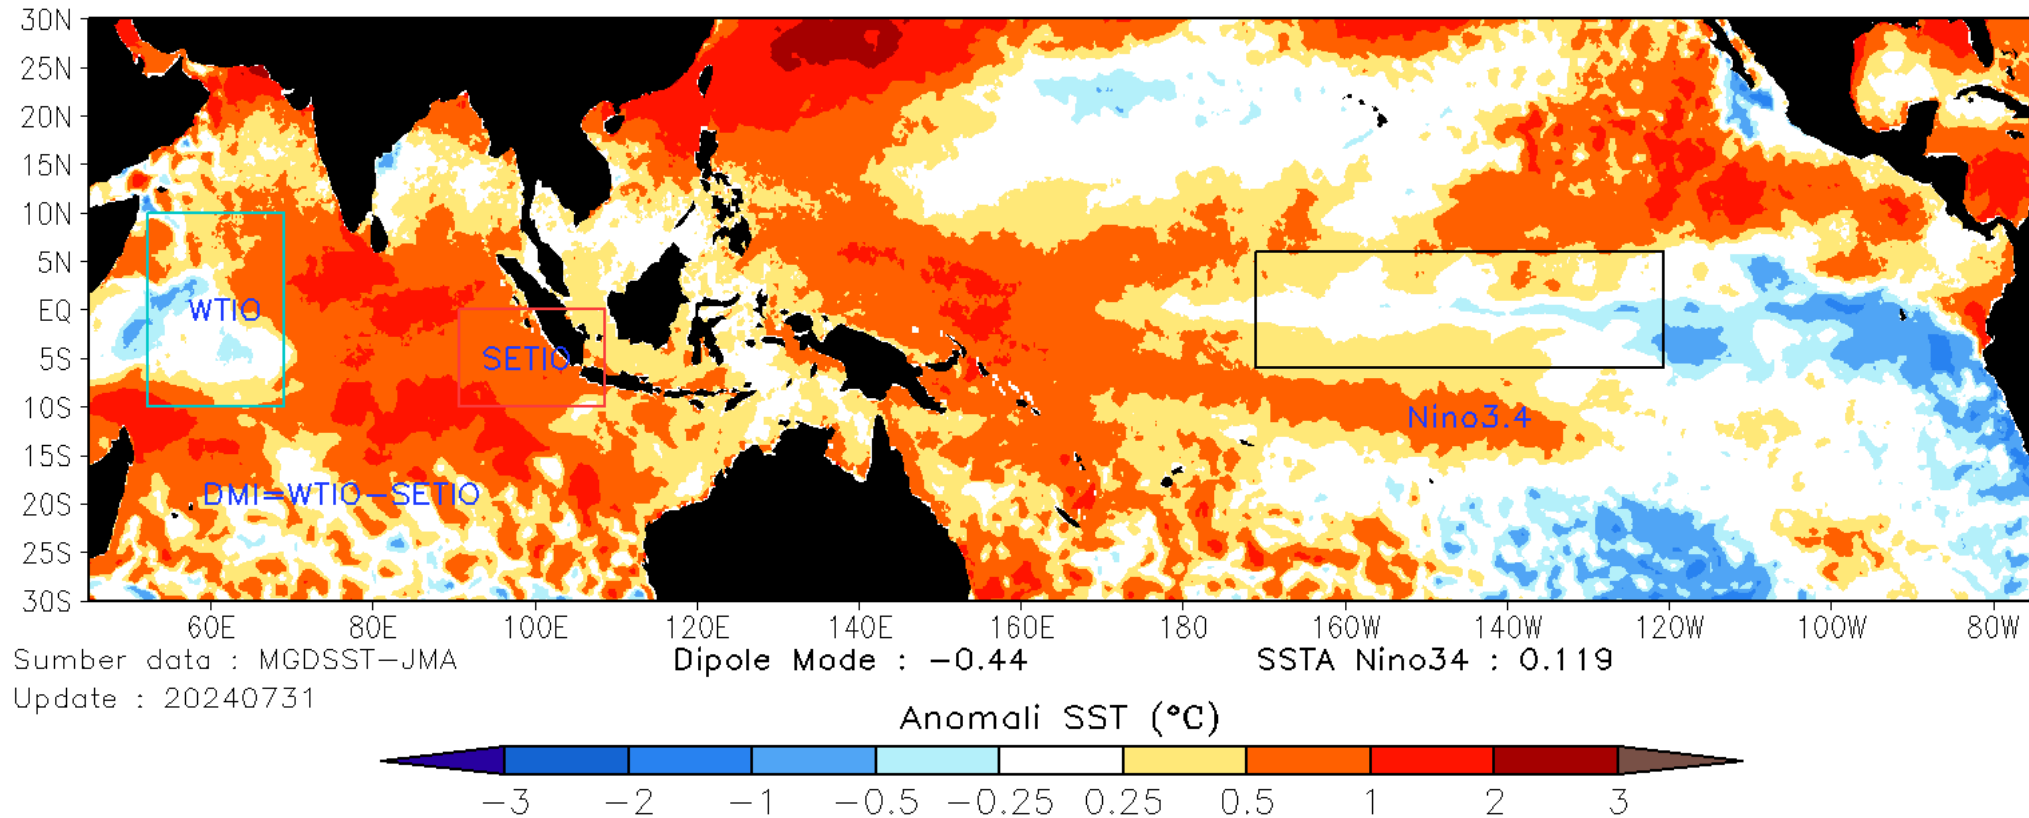 30N
25N
20N
15N
10N
5N
EQ
5S
10S
15S
20S
25S
30S
WTIO
SETIO
Nino3.4
DMI=WTIO-SETIO
60E 80E 100E 120E 140E 160E 180 160W 140W 120W 100W 80W
Sumber data : MGDSST-JMA
Dipole Mode : -0.44
SSTA Nino34 : 0.119
Update : 20240731
Anomali SST (°C)
-3 -2 -1 -0.5 -0.25 0.25 0.5 1 2 3